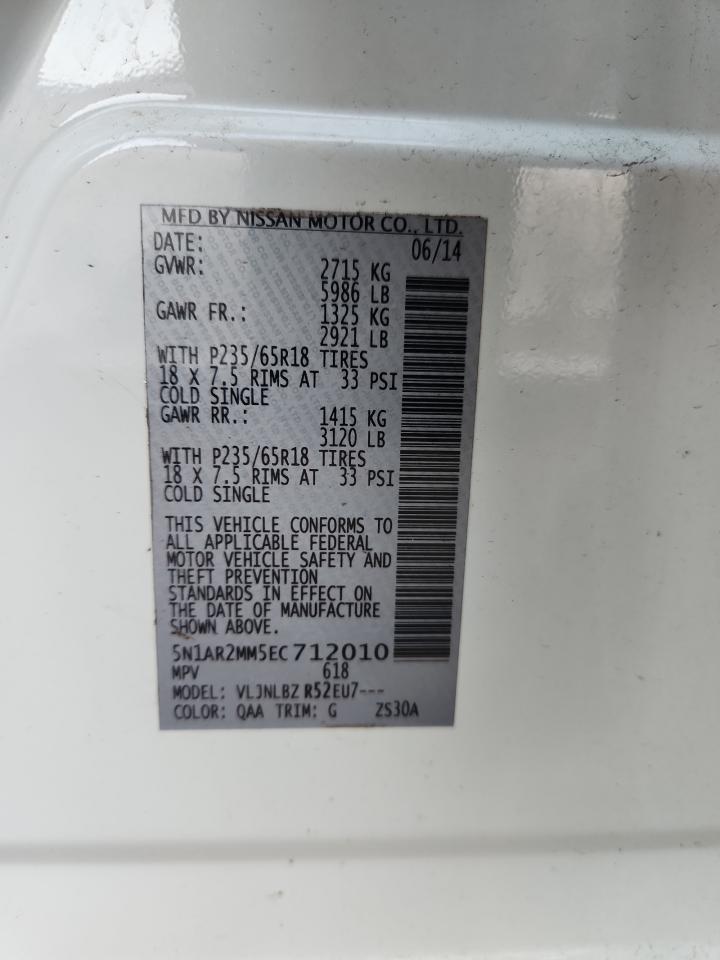 MFD BY NISSAN MOTOR CO., LTD.
DATE: 06/14
GVWR: 2715 KG
5986 LB
GAWR FR.: 1325 KG
2921 LB
WITH P235/65R18 TIRES
18 X 7.5 RIMS AT 33 PSI
COLD SINGLE
GAWR RR.: 1415 KG
3120 LB
WITH P235/65R18 TIRES
18 X 7.5 RIMS AT 33 PSI
COLD SINGLE
THIS VEHICLE CONFORMS TO
ALL APPLICABLE FEDERAL
MOTOR VEHICLE SAFETY AND
THEFT PREVENTION
STANDARDS IN EFFECT ON
THE DATE OF MANUFACTURE
SHOWN ABOVE.
5N1AR2MM5EC712010
MPV 618
MODEL: VLJNLBZ R52EU7---
COLOR: QAA TRIM: G ZS30A